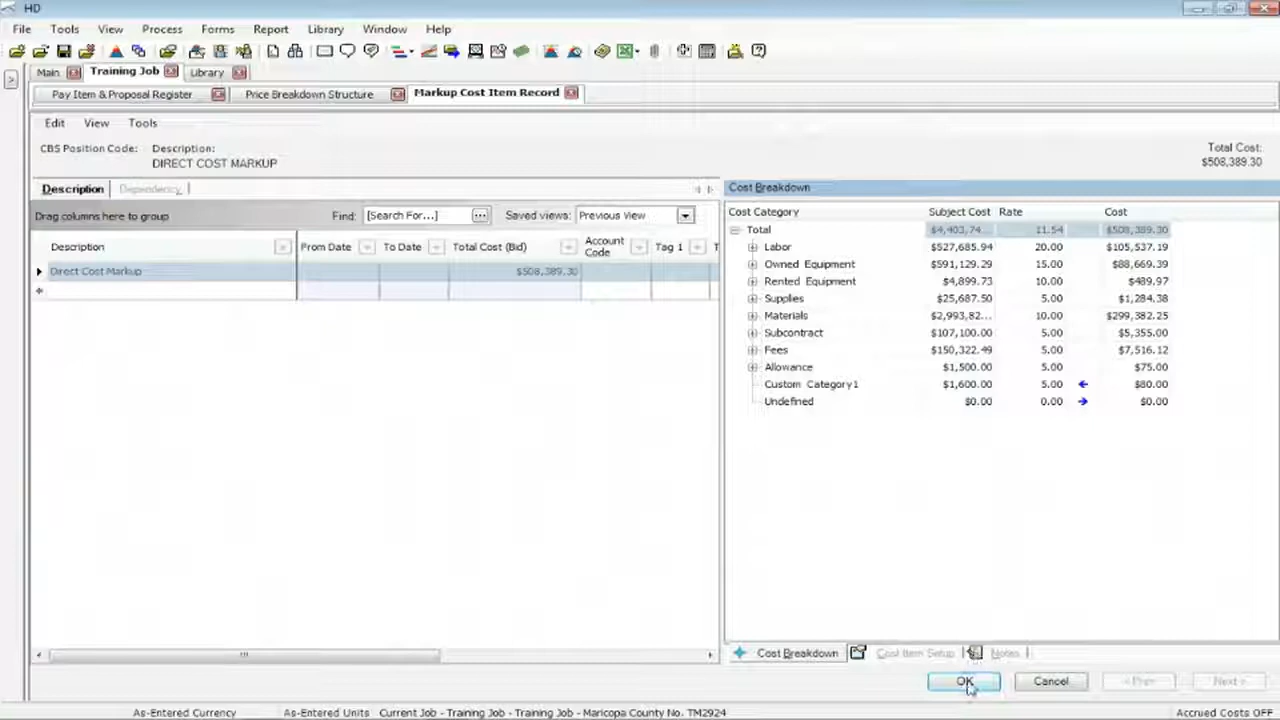 HD
File Tools View Process Forms Report Library Window Help
Main Training Job Library
Pay Item & Proposal Register Price Breakdown Structure Markup Cost Item Record
Edit View Tools
CBS Position Code: Description: Total Cost:
DIRECT COST MARKUP $508,389.30
Description Dependency Cost Breakdown
Drag columns here to group Find: [Search For...] Saved views: Previous View
Cost Category Subject Cost Rate Cost
Description From Date To Date Total Cost (Bid) Account Code Tag 1 T
Direct Cost Markup $508,389.30
Total $4,403,74... 11.54 $508,389.30
Labor $527,685.94 20.00 $105,537.19
Owned Equipment $591,129.29 15.00 $88,669.39
Rented Equipment $4,899.73 10.00 $489.97
Supplies $25,687.50 5.00 $1,284.38
Materials $2,993,82... 10.00 $299,382.25
Subcontract $107,100.00 5.00 $5,355.00
Fees $150,322.49 5.00 $7,516.12
Allowance $1,500.00 5.00 $75.00
Custom Category1 $1,600.00 5.00 $80.00
Undefined $0.00 0.00 $0.00
Cost Breakdown Cost Item Setup Notes
OK Cancel < Prev Next >
As-Entered Currency As-Entered Units Current Job - Training Job - Training Job - Maricopa County No. TM2924 Accrued Costs OFF